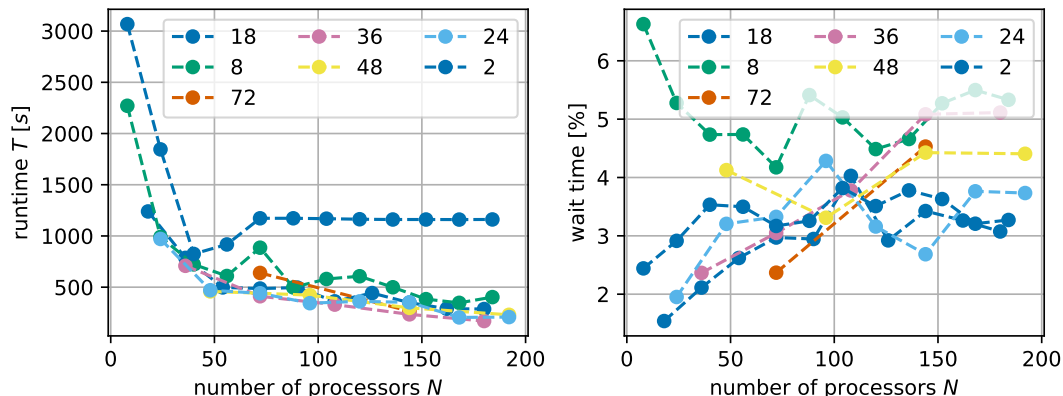 3000
2500
2000
1500
1000
500
runtime T [s]
18 36 24
8 48 2
72
0 50 100 150 200
number of processors N
6
5
4
3
2
wait time [%]
18 36 24
8 48 2
72
0 50 100 150 200
number of processors N